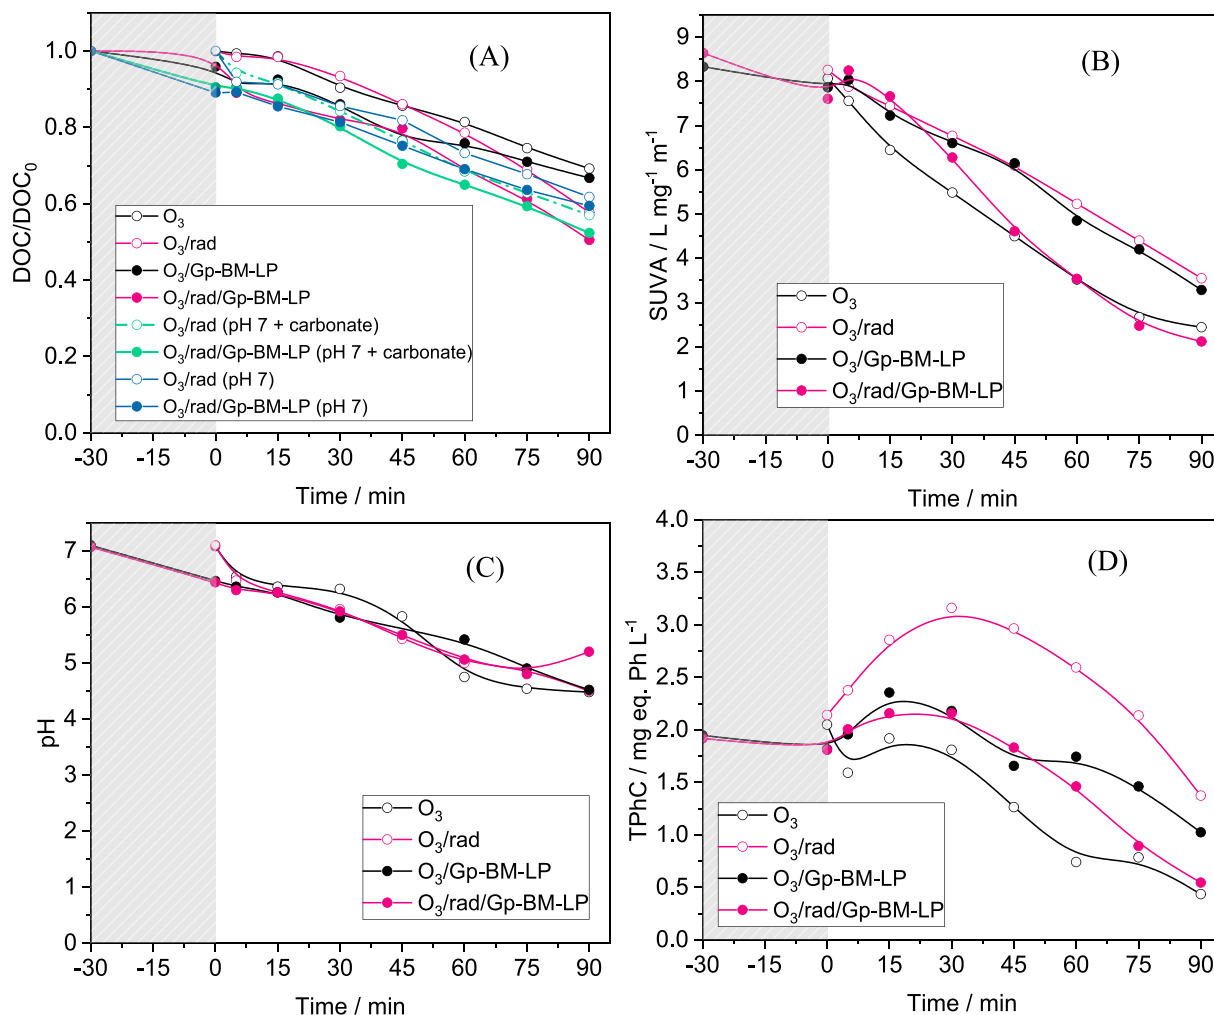 (A)
DOC/DOC0
1.0
0.8
0.6
0.4
0.2
0.0
O3
O3/rad
O3/Gp-BM-LP
O3/rad/Gp-BM-LP
O3/rad (pH 7 + carbonate)
O3/rad/Gp-BM-LP (pH 7 + carbonate)
O3/rad (pH 7)
O3/rad/Gp-BM-LP (pH 7)
-30 -15 0 15 30 45 60 75 90
Time / min
(B)
SUVA / L mg-1 m-1
9
8
7
6
5
4
3
2
1
0
O3
O3/rad
O3/Gp-BM-LP
O3/rad/Gp-BM-LP
-30 -15 0 15 30 45 60 75 90
Time / min
(C)
pH
7
6
5
4
3
2
1
0
O3
O3/rad
O3/Gp-BM-LP
O3/rad/Gp-BM-LP
-30 -15 0 15 30 45 60 75 90
Time / min
(D)
TPhC / mg eq. Ph L-1
4.0
3.5
3.0
2.5
2.0
1.5
1.0
0.5
0.0
O3
O3/rad
O3/Gp-BM-LP
O3/rad/Gp-BM-LP
-30 -15 0 15 30 45 60 75 90
Time / min